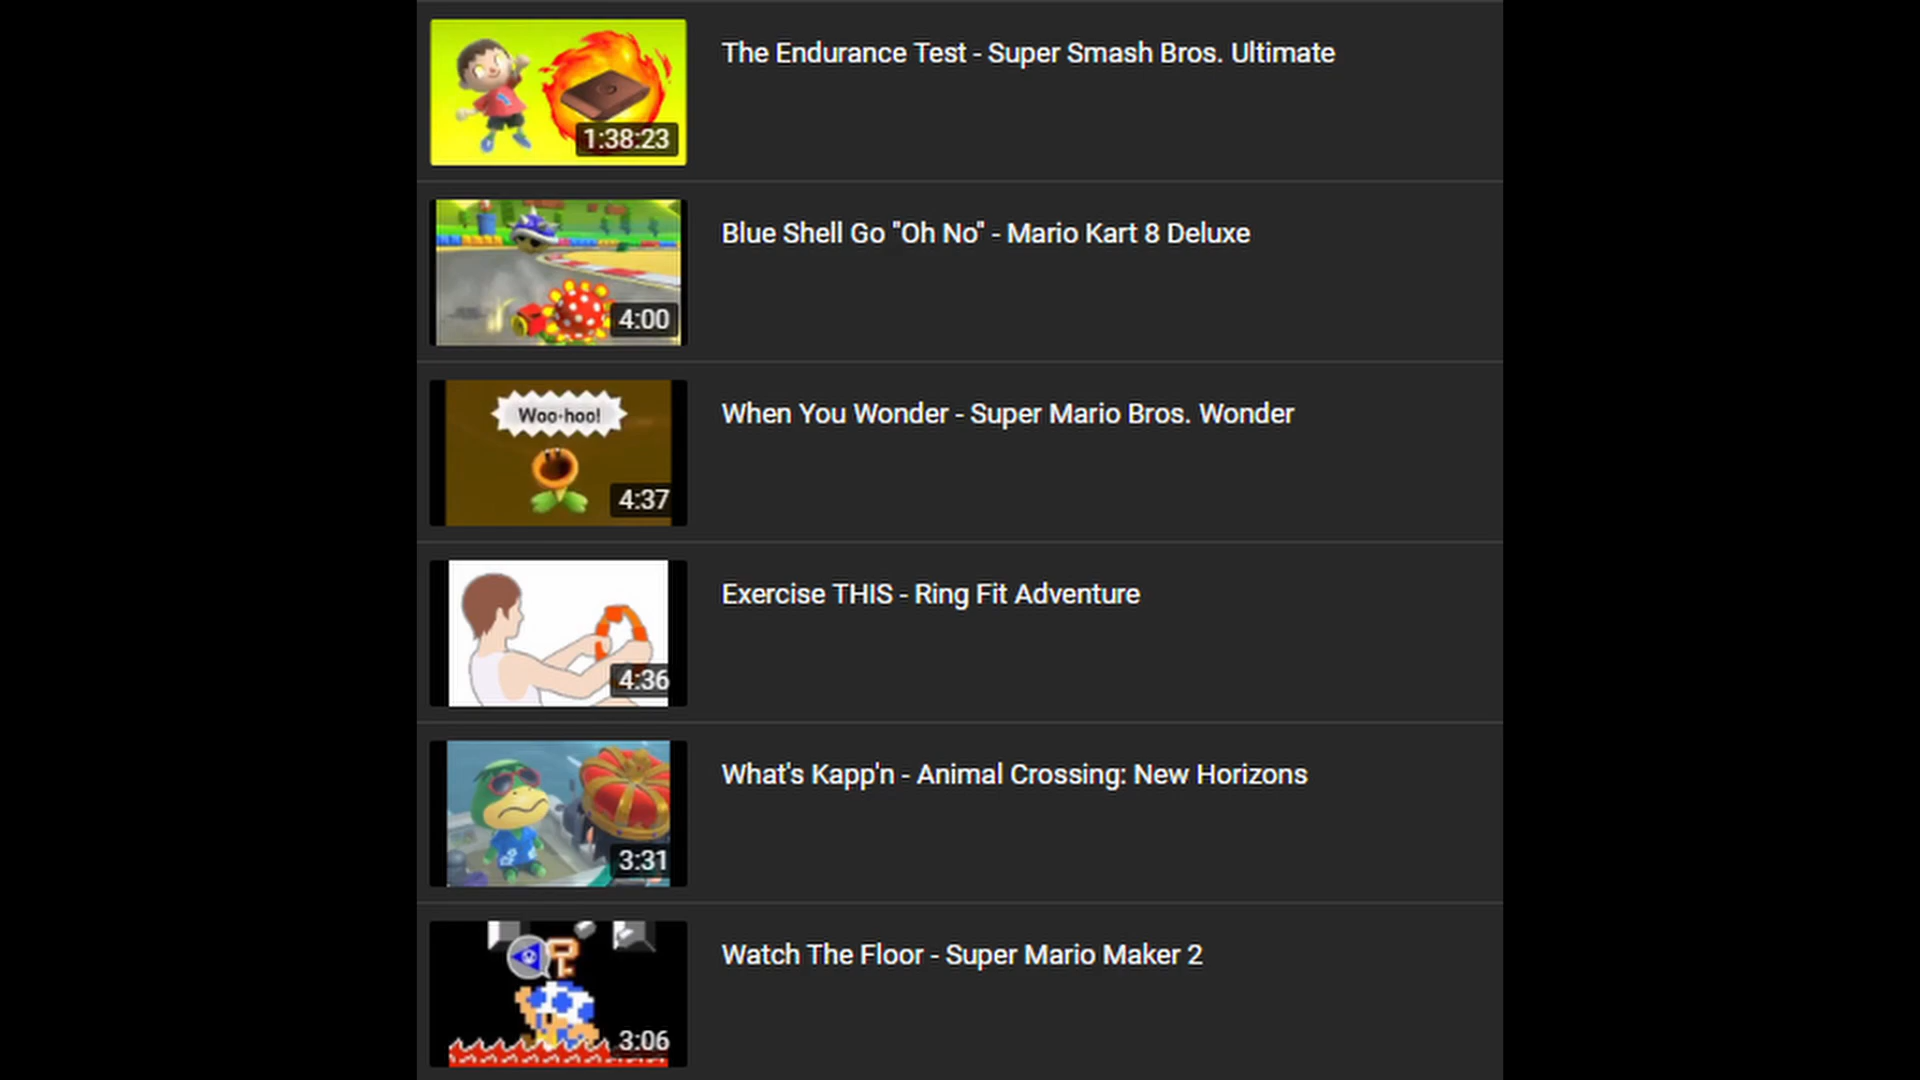 The Endurance Test - Super Smash Bros. Ultimate
1:38:23
Blue Shell Go "Oh No" - Mario Kart 8 Deluxe
4:00
Woo-hoo!
When You Wonder - Super Mario Bros. Wonder
4:37
Exercise THIS - Ring Fit Adventure
4:36
What's Kapp'n - Animal Crossing: New Horizons
3:31
Watch The Floor - Super Mario Maker 2
3:06